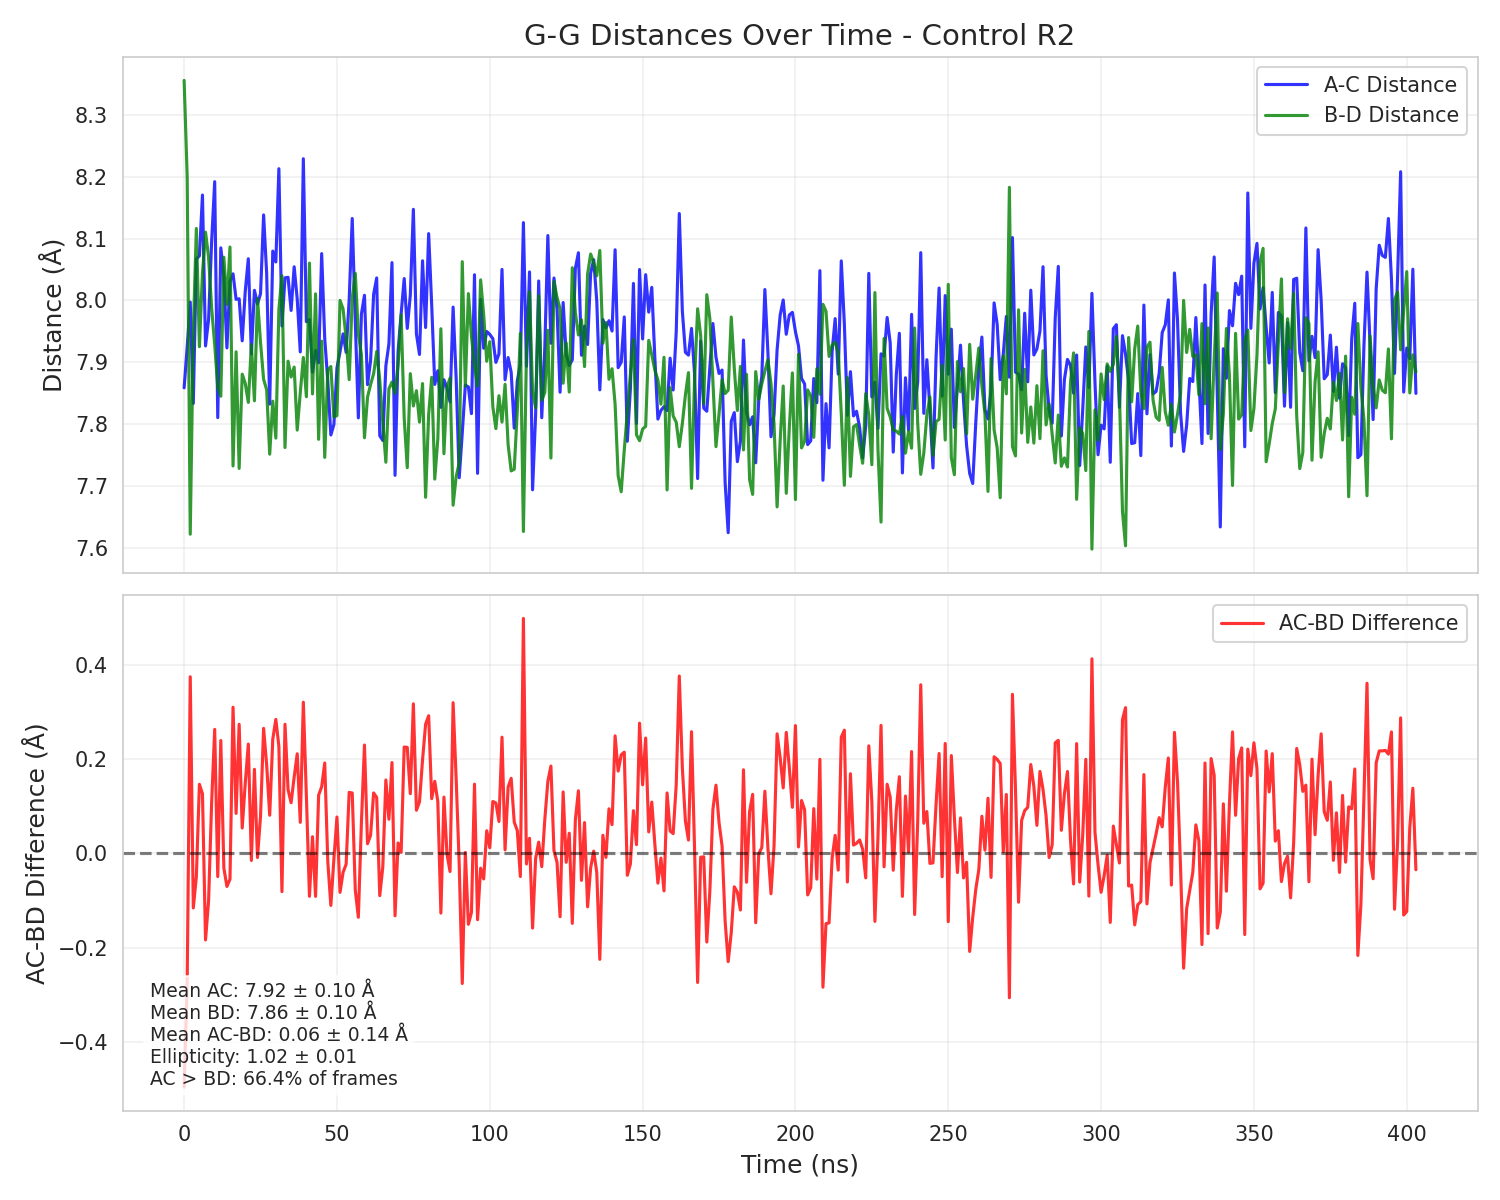 G-G Distances Over Time - Control R2
A-C Distance
B-D Distance
Distance (Å)
8.3
8.2
8.1
8.0
7.9
7.8
7.7
7.6
AC-BD Difference
AC-BD Difference (Å)
0.4
0.2
0.0
−0.2
−0.4
Mean AC: 7.92 ± 0.10 Å
Mean BD: 7.86 ± 0.10 Å
Mean AC-BD: 0.06 ± 0.14 Å
Ellipticity: 1.02 ± 0.01
AC > BD: 66.4% of frames
0 50 100 150 200 250 300 350 400
Time (ns)